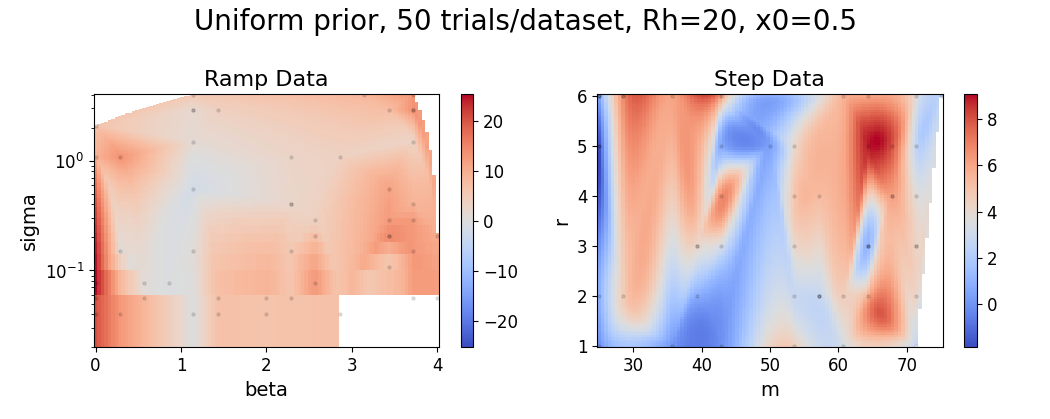 Uniform prior, 50 trials/dataset, Rh=20, x0=0.5
Ramp Data
Step Data
sigma
10⁰
10⁻¹
0 1 2 3 4
beta
20
10
0
−10
−20
r
6
5
4
3
2
1
30 40 50 60 70
m
8
6
4
2
0